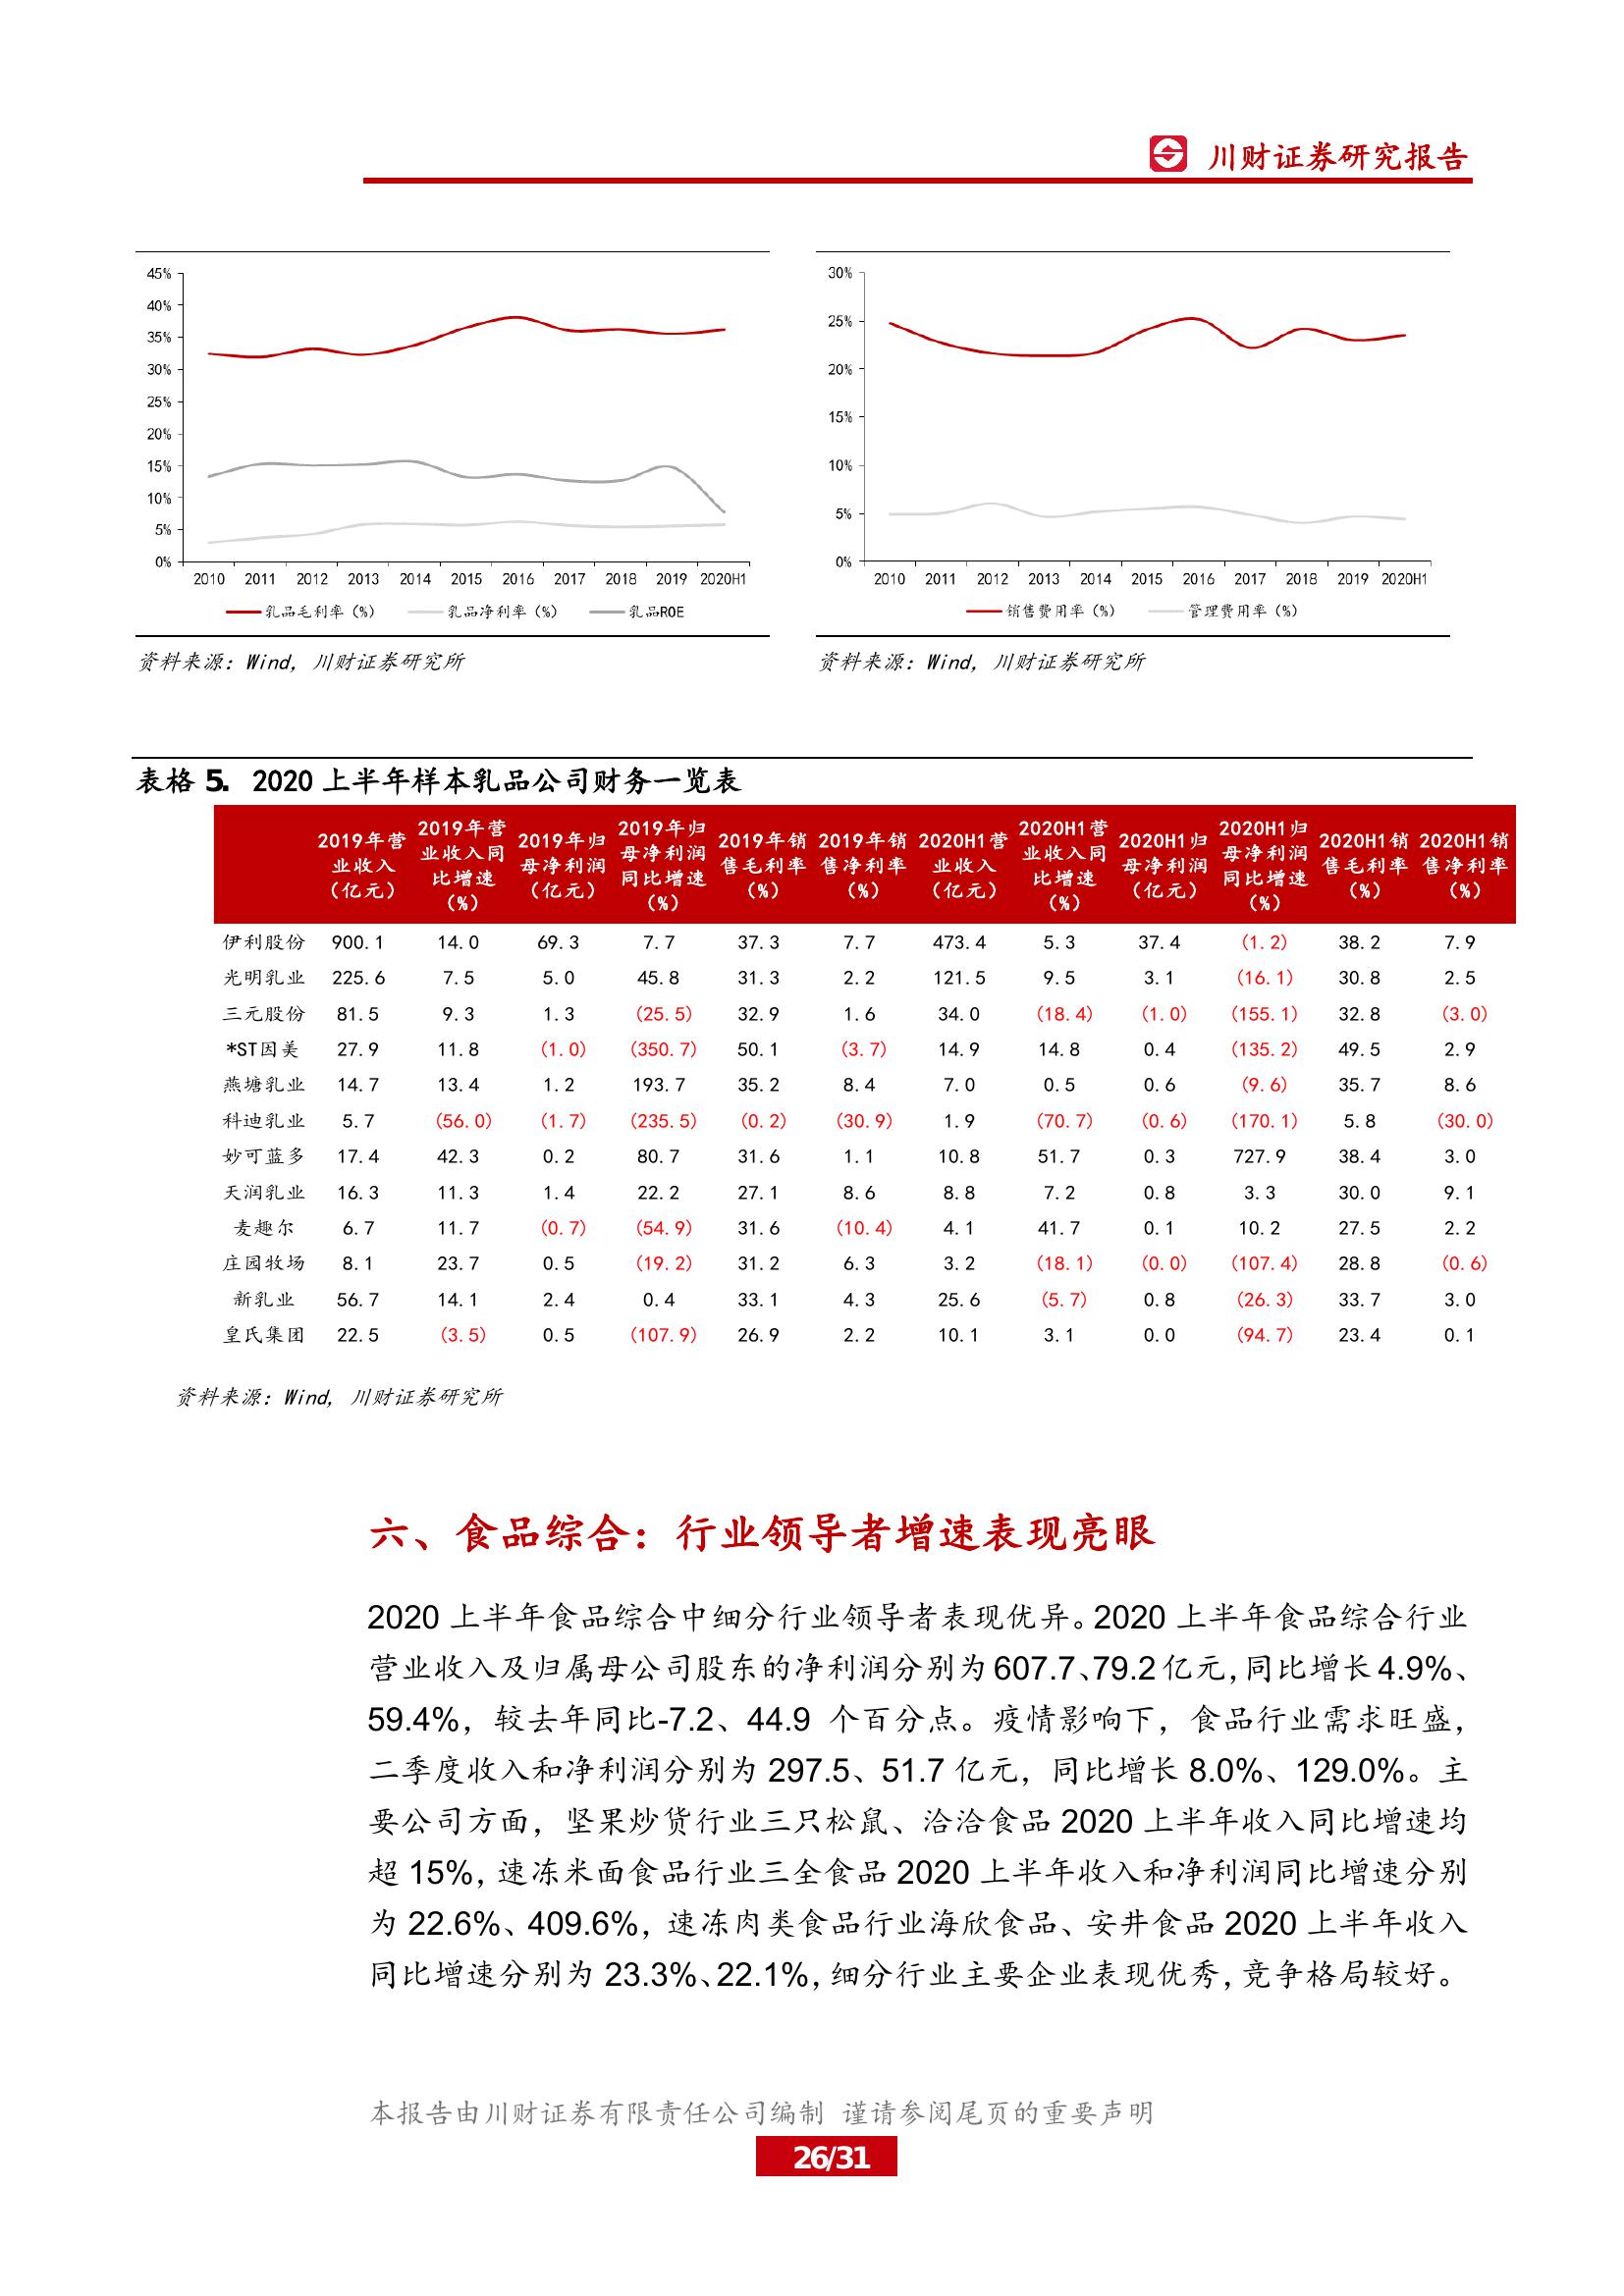 川财证券研究报告
45%
40%
35%
30%
25%
20%
15%
10%
5%
0%
2010 2011 2012 2013 2014 2015 2016 2017 2018 2019 2020H1
乳品毛利率（%） 乳品净利率（%） 乳品ROE
资料来源：Wind，川财证券研究所
30%
25%
20%
15%
10%
5%
0%
2010 2011 2012 2013 2014 2015 2016 2017 2018 2019 2020H1
销售费用率（%） 管理费用率（%）
资料来源：Wind，川财证券研究所
表格 5. 2020 上半年样本乳品公司财务一览表
2019年营业收入（亿元） 2019年营业收入同比增速（%） 2019年归母净利润（亿元） 2019年归母净利润同比增速（%） 2019年销售毛利率（%） 2019年销售净利率（%） 2020H1营业收入（亿元） 2020H1营业收入同比增速（%） 2020H1归母净利润（亿元） 2020H1归母净利润同比增速（%） 2020H1销售毛利率（%） 2020H1销售净利率（%）
伊利股份 900.1 14.0 69.3 7.7 37.3 7.7 473.4 5.3 37.4 (1.2) 38.2 7.9
光明乳业 225.6 7.5 5.0 45.8 31.3 2.2 121.5 9.5 3.1 (16.1) 30.8 2.5
三元股份 81.5 9.3 1.3 (25.5) 32.9 1.6 34.0 (18.4) (1.0) (155.1) 32.8 (3.0)
*ST因美 27.9 11.8 (1.0) (350.7) 50.1 (3.7) 14.9 14.8 0.4 (135.2) 49.5 2.9
燕塘乳业 14.7 13.4 1.2 193.7 35.2 8.4 7.0 0.5 0.6 (9.6) 35.7 8.6
科迪乳业 5.7 (56.0) (1.7) (235.5) (0.2) (30.9) 1.9 (70.7) (0.6) (170.1) 5.8 (30.0)
妙可蓝多 17.4 42.3 0.2 80.7 31.6 1.1 10.8 51.7 0.3 727.9 38.4 3.0
天润乳业 16.3 11.3 1.4 22.2 27.1 8.6 8.8 7.2 0.8 3.3 30.0 9.1
麦趣尔 6.7 11.7 (0.7) (54.9) 31.6 (10.4) 4.1 41.7 0.1 10.2 27.5 2.2
庄园牧场 8.1 23.7 0.5 (19.2) 31.2 6.3 3.2 (18.1) (0.0) (107.4) 28.8 (0.6)
新乳业 56.7 14.1 2.4 0.4 33.1 4.3 25.6 (5.7) 0.8 (26.3) 33.7 3.0
皇氏集团 22.5 (3.5) 0.5 (107.9) 26.9 2.2 10.1 3.1 0.0 (94.7) 23.4 0.1
资料来源：Wind，川财证券研究所
六、食品综合：行业领导者增速表现亮眼
2020 上半年食品综合中细分行业领导者表现优异。2020 上半年食品综合行业
营业收入及归属母公司股东的净利润分别为 607.7、79.2 亿元，同比增长 4.9%、
59.4%，较去年同比-7.2、44.9 个百分点。疫情影响下，食品行业需求旺盛，
二季度收入和净利润分别为 297.5、51.7 亿元，同比增长 8.0%、129.0%。主
要公司方面，坚果炒货行业三只松鼠、洽洽食品 2020 上半年收入同比增速均
超 15%，速冻米面食品行业三全食品 2020 上半年收入和净利润同比增速分别
为 22.6%、409.6%，速冻肉类食品行业海欣食品、安井食品 2020 上半年收入
同比增速分别为 23.3%、22.1%，细分行业主要企业表现优秀，竞争格局较好。
本报告由川财证券有限责任公司编制 谨请参阅尾页的重要声明
26/31